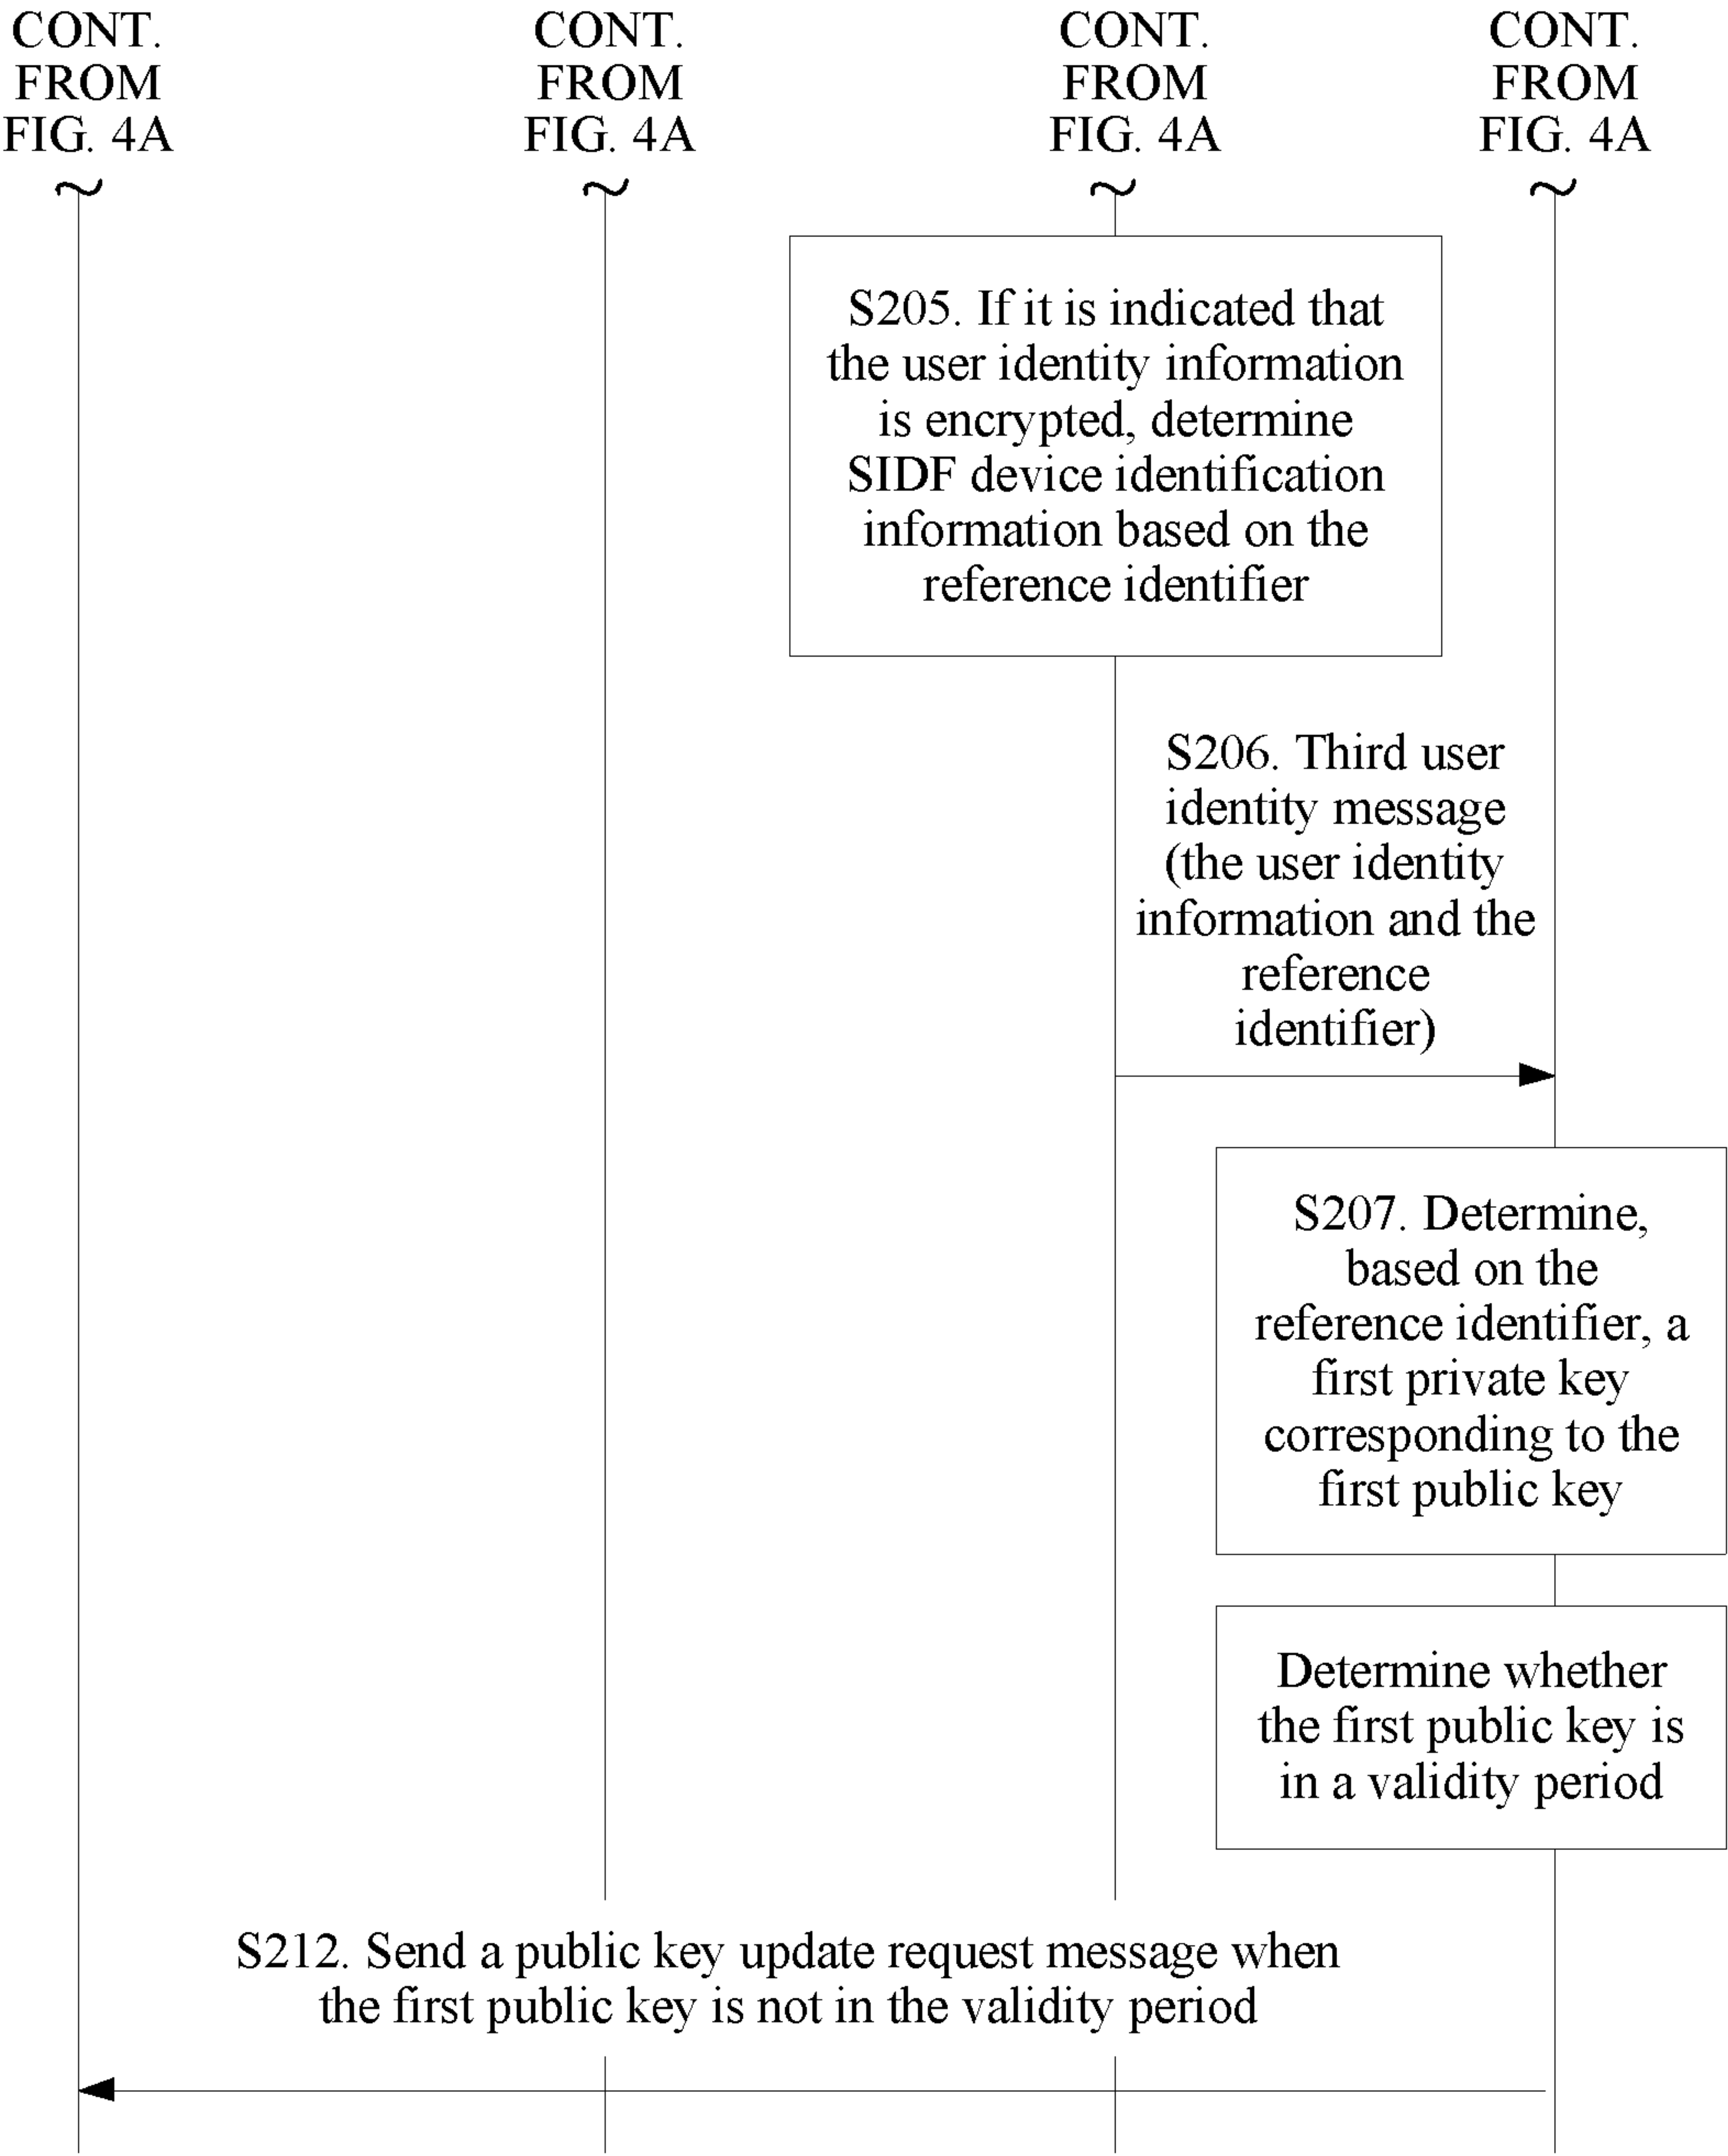 CONT.
FROM
FIG. 4A
CONT.
FROM
FIG. 4A
CONT.
FROM
FIG. 4A
CONT.
FROM
FIG. 4A
S205. If it is indicated that
the user identity information
is encrypted, determine
SIDF device identification
information based on the
reference identifier
S206. Third user
identity message
(the user identity
information and the
reference
identifier)
S207. Determine,
based on the
reference identifier, a
first private key
corresponding to the
first public key
Determine whether
the first public key is
in a validity period
S212. Send a public key update request message when
the first public key is not in the validity period